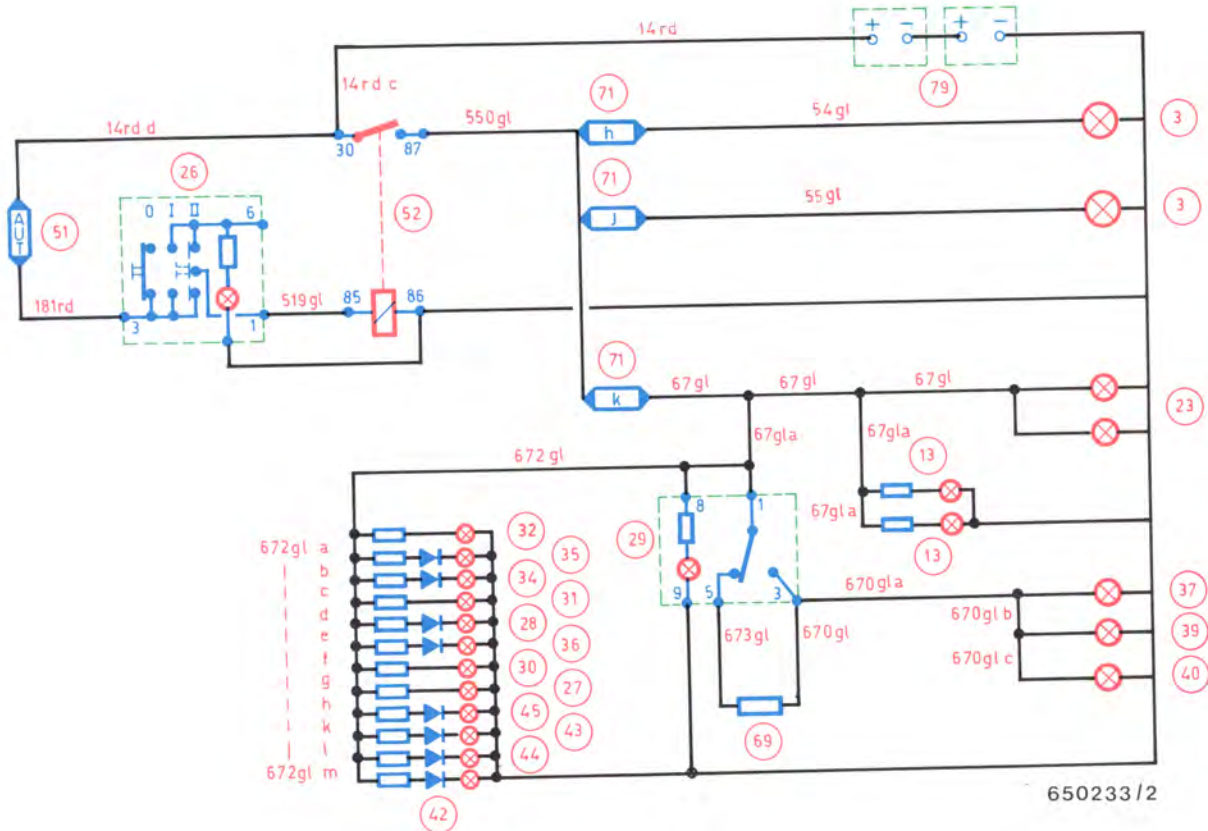 14rd
+ - + -
79
14rd c
71
14rd d
550gl
h
54gl
3
30
87
26
71
0 I II
6
52
J
55gl
3
AUT
51
181rd
3
1
519gl
85
86
71
k
67gl
67gl
67gl
23
67gla
67gla
13
672gl
67gla
13
8
1
29
9
5
3
670gla
37
673gl
670gl
670gl b
39
670gl c
40
69
672gl a
32
35
b
34
c
31
d
28
e
36
f
30
g
27
h
45
k
43
l
44
672gl m
42
650233/2